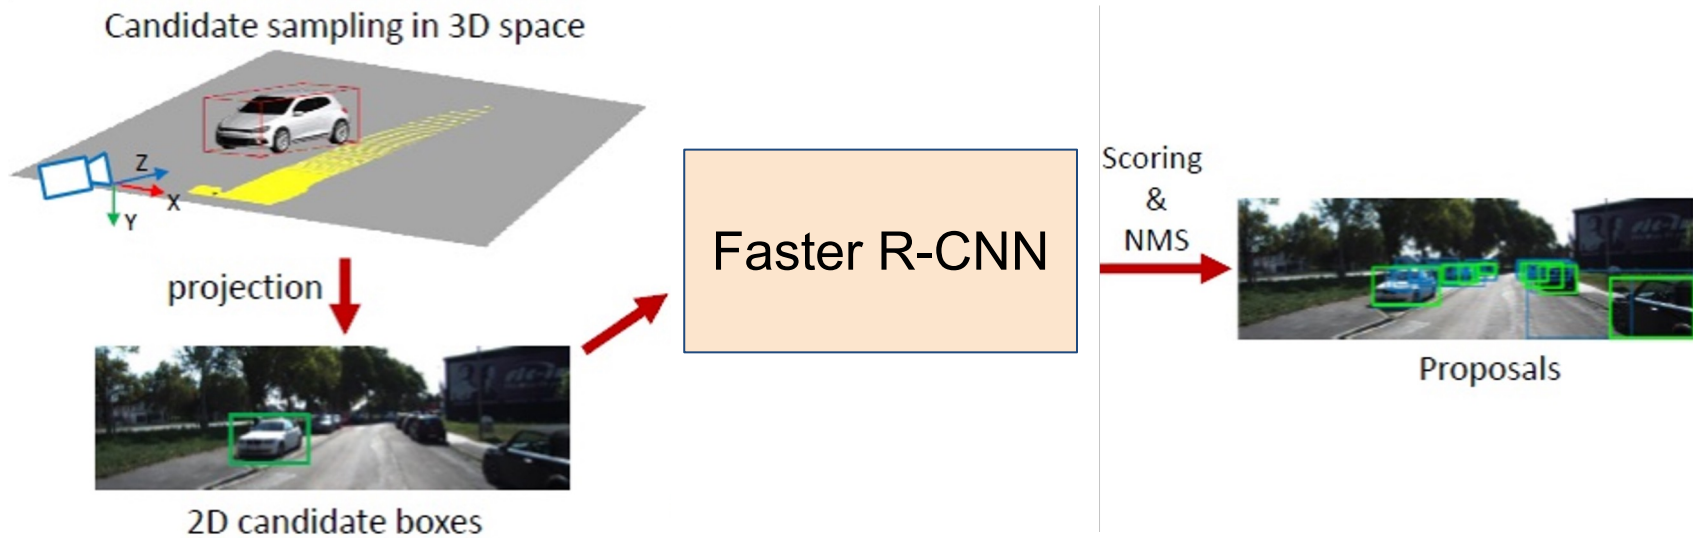 Candidate sampling in 3D space
Z
X
Y
projection
2D candidate boxes
Faster R-CNN
Scoring
&
NMS
Proposals